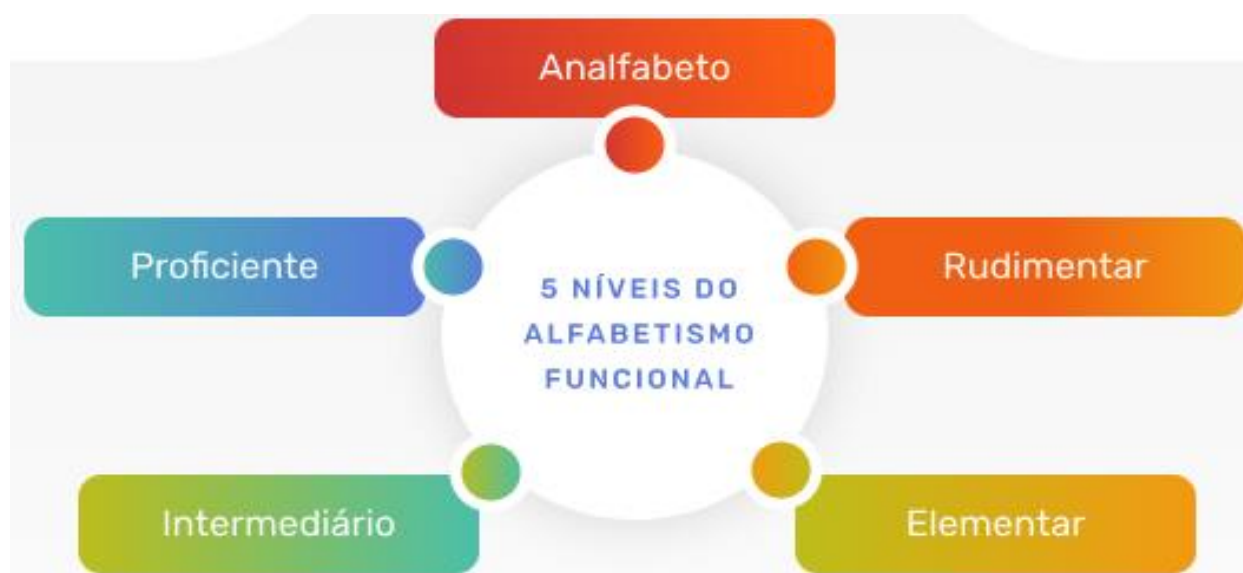 Analfabeto
Proficiente
Rudimentar
5 NÍVEIS DO
ALFABETISMO
FUNCIONAL
Intermediário
Elementar